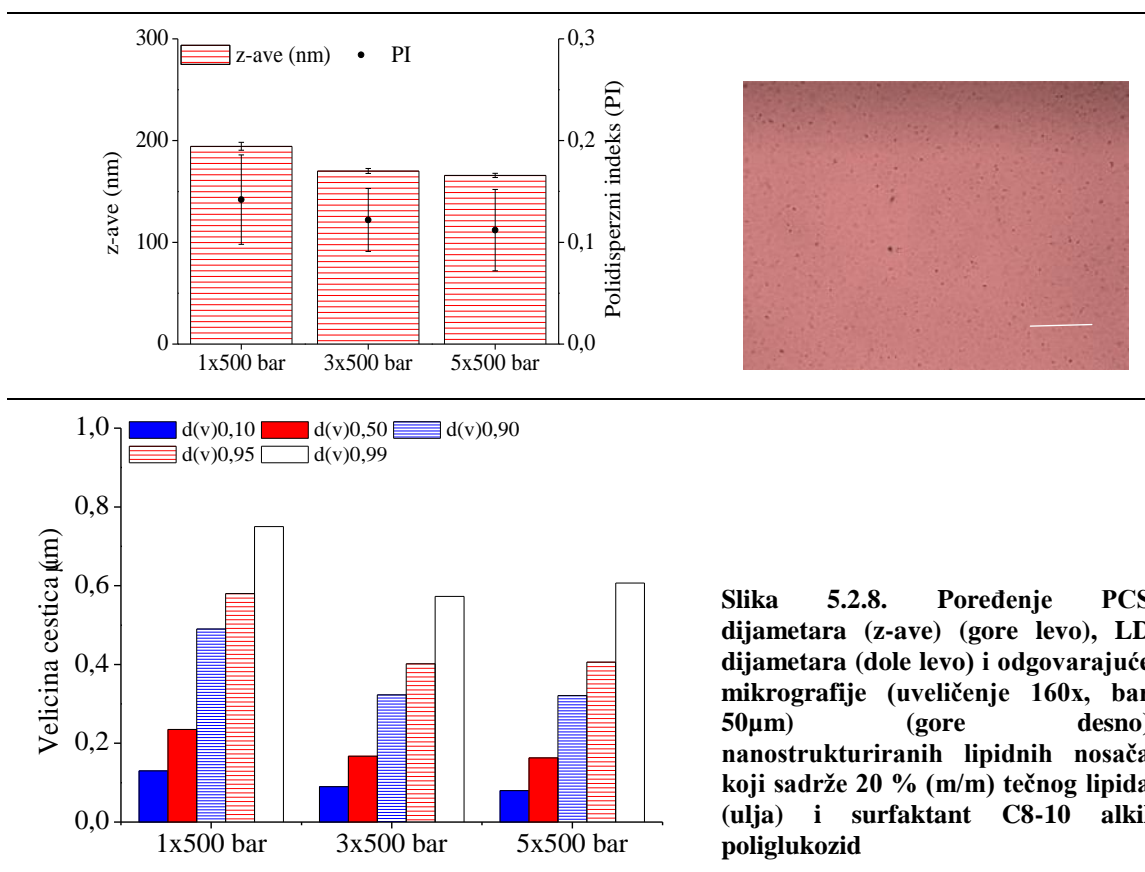 300
0,3
z-ave (nm) PI
200
0,2
100
0,1
0
0,0
z-ave (nm)
Polidisperzni indeks (PI)
1x500 bar 3x500 bar 5x500 bar
1,0
d(v)0,10 d(v)0,50 d(v)0,90
d(v)0,95 d(v)0,99
0,8
0,6
0,4
0,2
0,0
Velicina cestica µm)
1x500 bar 3x500 bar 5x500 bar
Slika 5.2.8. Poređenje PCS
dijametara (z-ave) (gore levo), LD
dijametara (dole levo) i odgovarajuće
mikrografije (uveličenje 160x, bar
50µm) (gore desno)
nanostrukturiranih lipidnih nosača
koji sadrže 20 % (m/m) tečnog lipida
(ulja) i surfaktant C8-10 alkil
poliglukozid